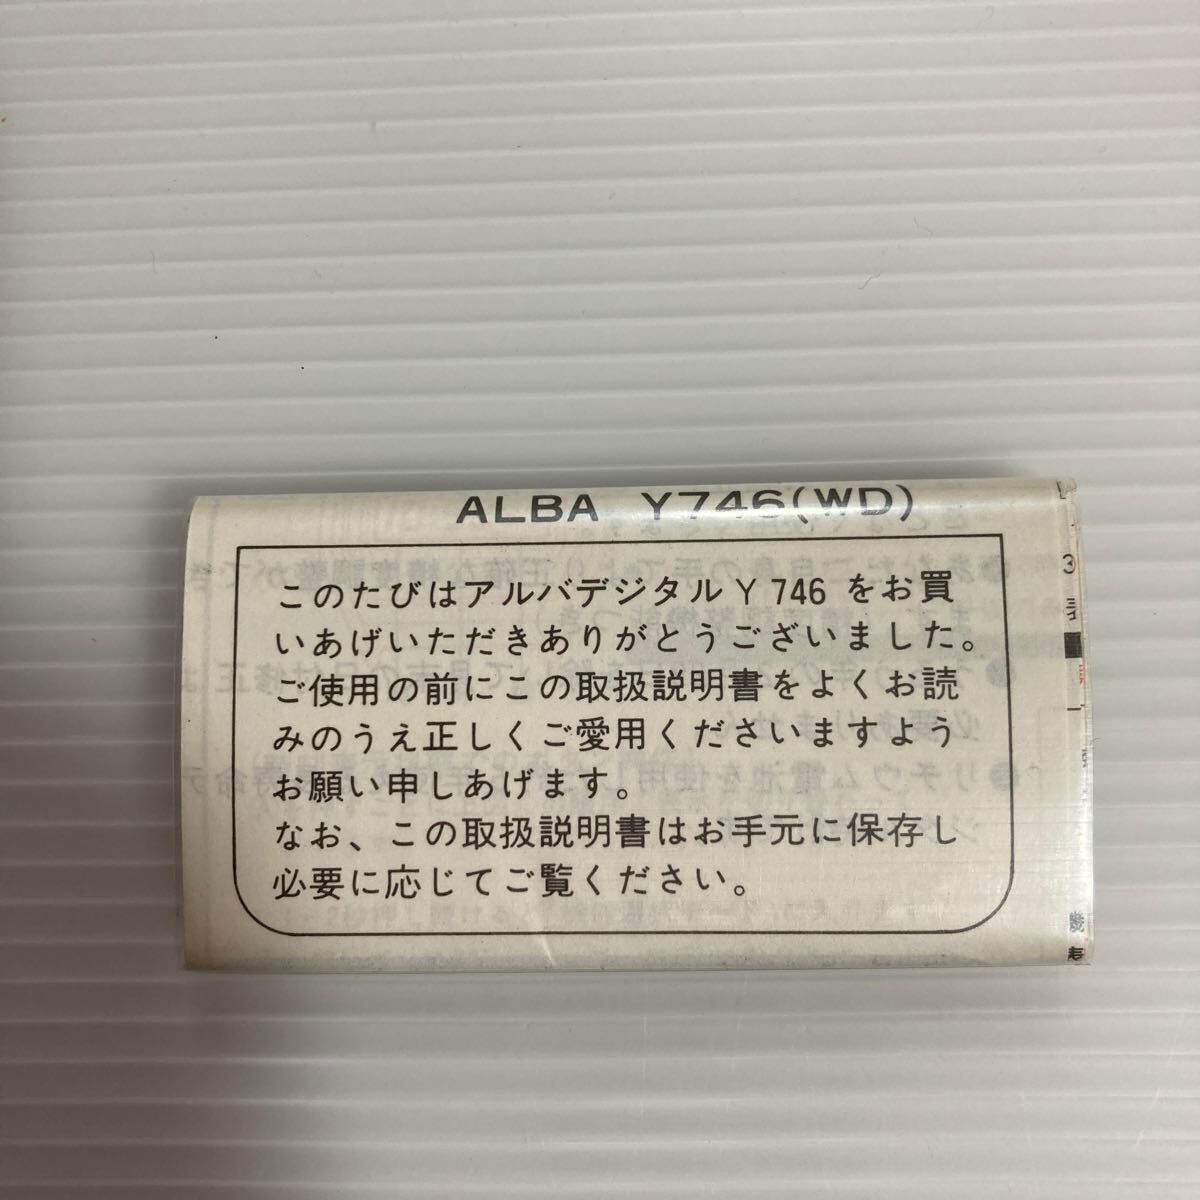 ALBA Y746(WD)
このたびはアルバデジタルY746をお買
いあげいただきありがとうございました。
ご使用の前にこの取扱説明書をよくお読
みのうえ正しくご愛用くださいますよう
お願い申しあげます。
なお、この取扱説明書はお手元に保存し
必要に応じてご覧ください。